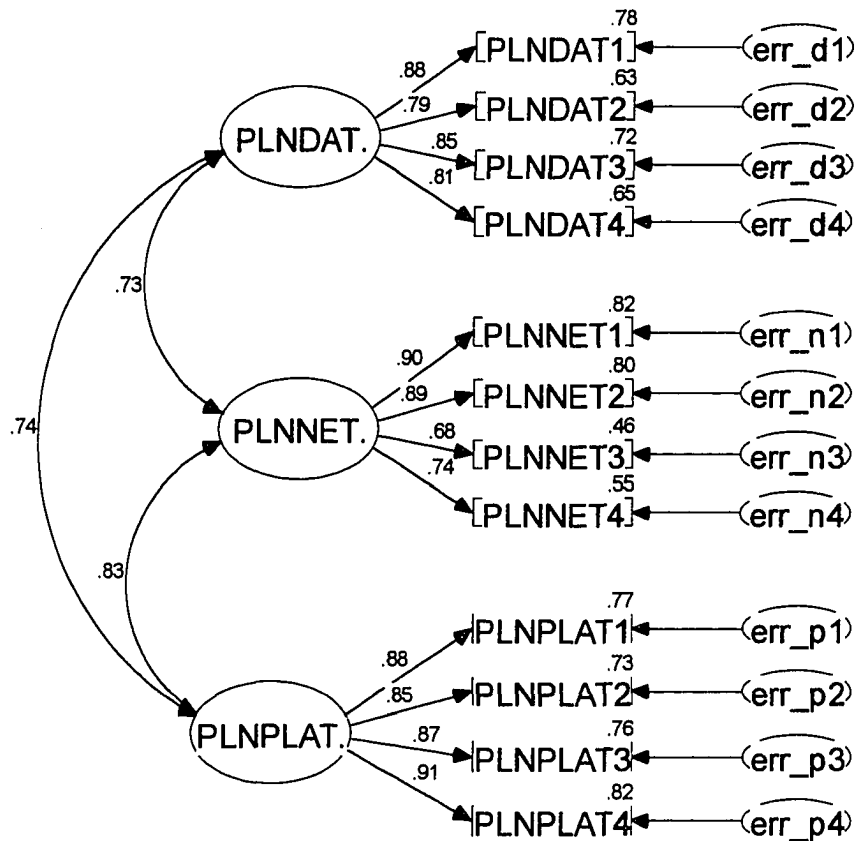 .78
.88 [PLNDAT1] (err_d1)
.63
.79 [PLNDAT2] (err_d2)
PLNDAT.
.72
.85 [PLNDAT3] (err_d3)
.65
.81 [PLNDAT4] (err_d4)
.73
.82
.90 [PLNNET1] (err_n1)
.80
.89 [PLNNET2] (err_n2)
.74
PLNNET.
.46
.68 [PLNNET3] (err_n3)
.55
.74 [PLNNET4] (err_n4)
.83
.77
.88 |PLNPLAT1| (err_p1)
.73
.85 |PLNPLAT2| (err_p2)
PLNPLAT.
.76
.87 |PLNPLAT3| (err_p3)
.82
.91 |PLNPLAT4| (err_p4)